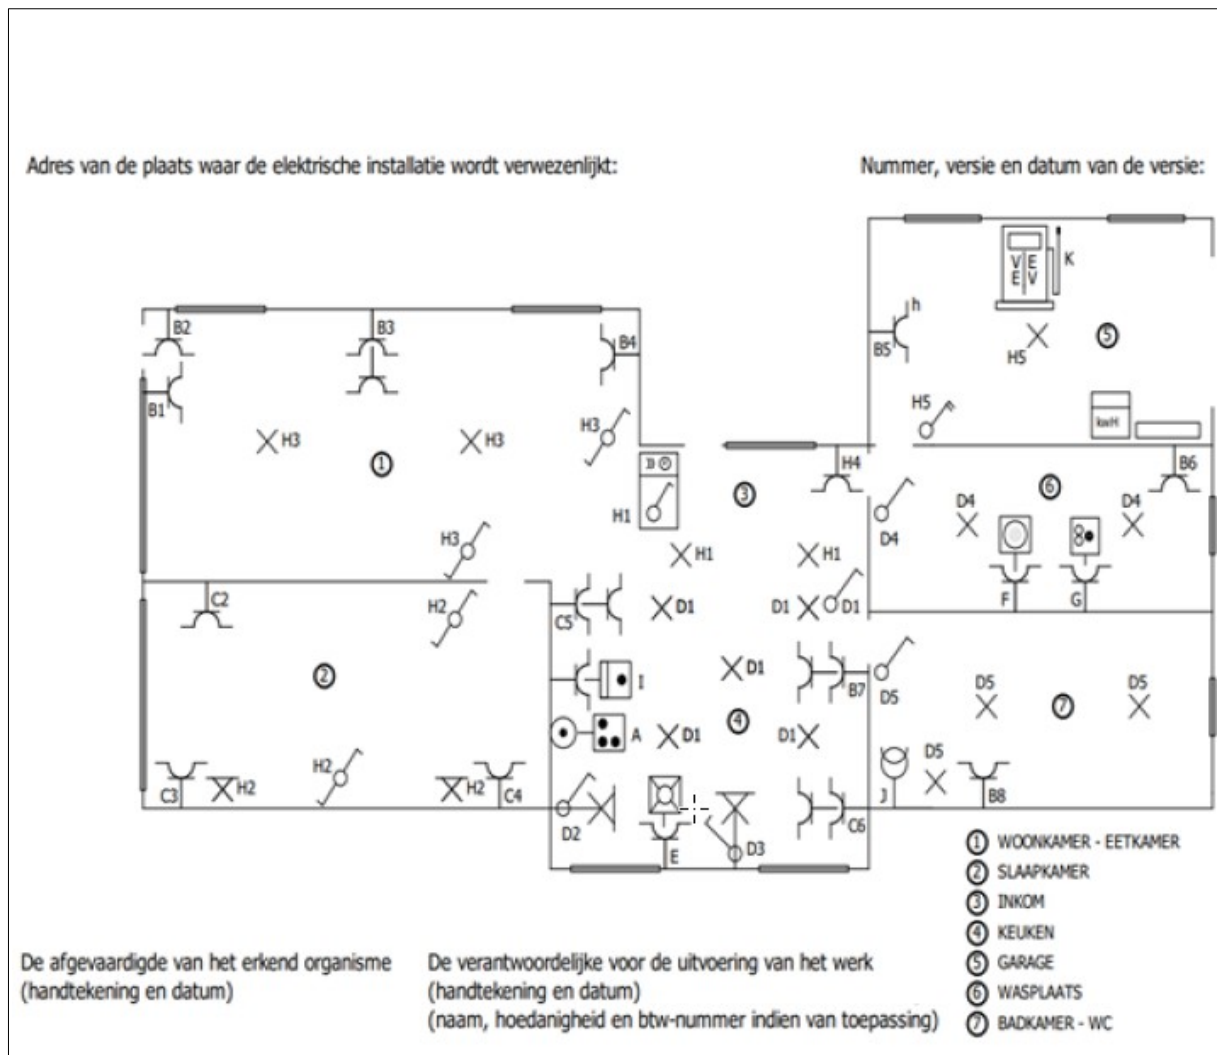 Adres van de plaats waar de elektrische installatie wordt verwezenlijkt:
Nummer, versie en datum van de versie:
VE
EV
K
h
B5
H5
5
H5
kwH
B2
B3
B4
B1
H3
H3
H3
1
H3
H1
3
H4
H1
H1
D4
D4
6
D4
B6
F
G
C2
H2
2
C3
H2
H2
H2
C4
C5
D1
D1
D1
D1
B7
I
A
D1
4
D1
D5
D5
7
D5
D5
J
B8
D2
E
D3
C6
1 WOONKAMER - EETKAMER
2 SLAAPKAMER
3 INKOM
4 KEUKEN
5 GARAGE
6 WASPLAATS
7 BADKAMER - WC
De afgevaardigde van het erkend organisme
(handtekening en datum)
De verantwoordelijke voor de uitvoering van het werk
(handtekening en datum)
(naam, hoedanigheid en btw-nummer indien van toepassing)